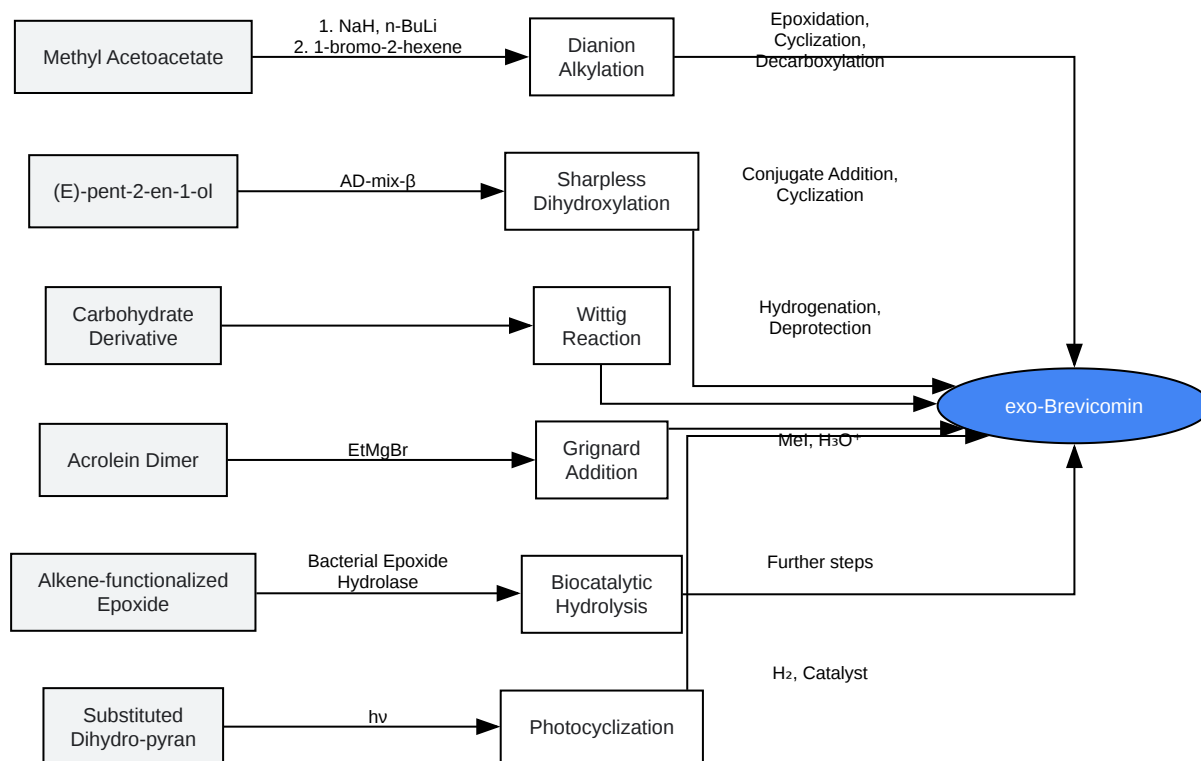 Methyl Acetoacetate
1. NaH, n-BuLi
2. 1-bromo-2-hexene
Dianion
Alkylation
Epoxidation,
Cyclization,
Decarboxylation
(E)-pent-2-en-1-ol
AD-mix-β
Sharpless
Dihydroxylation
Conjugate Addition,
Cyclization
Carbohydrate
Derivative
Wittig
Reaction
Hydrogenation,
Deprotection
exo-Brevicomin
Acrolein Dimer
EtMgBr
Grignard
Addition
MeI, H₃O⁺
Alkene-functionalized
Epoxide
Bacterial Epoxide
Hydrolase
Biocatalytic
Hydrolysis
Further steps
Substituted
Dihydro-pyran
hν
Photocyclization
H₂, Catalyst